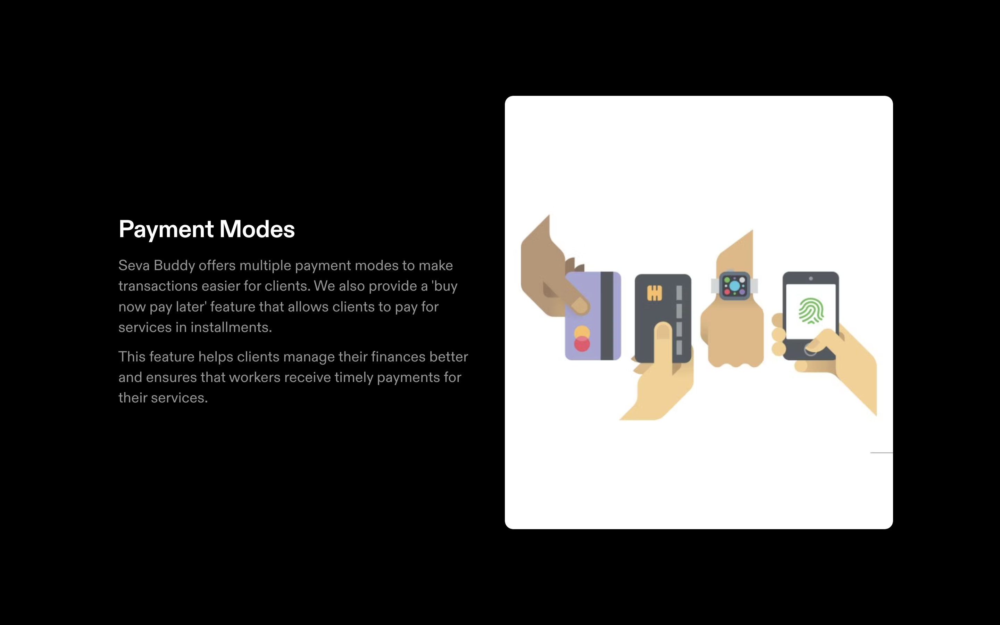 Payment Modes
Seva Buddy offers multiple payment modes to make
transactions easier for clients. We also provide a 'buy
now pay later' feature that allows clients to pay for
services in installments.
This feature helps clients manage their finances better
and ensures that workers receive timely payments for
their services.